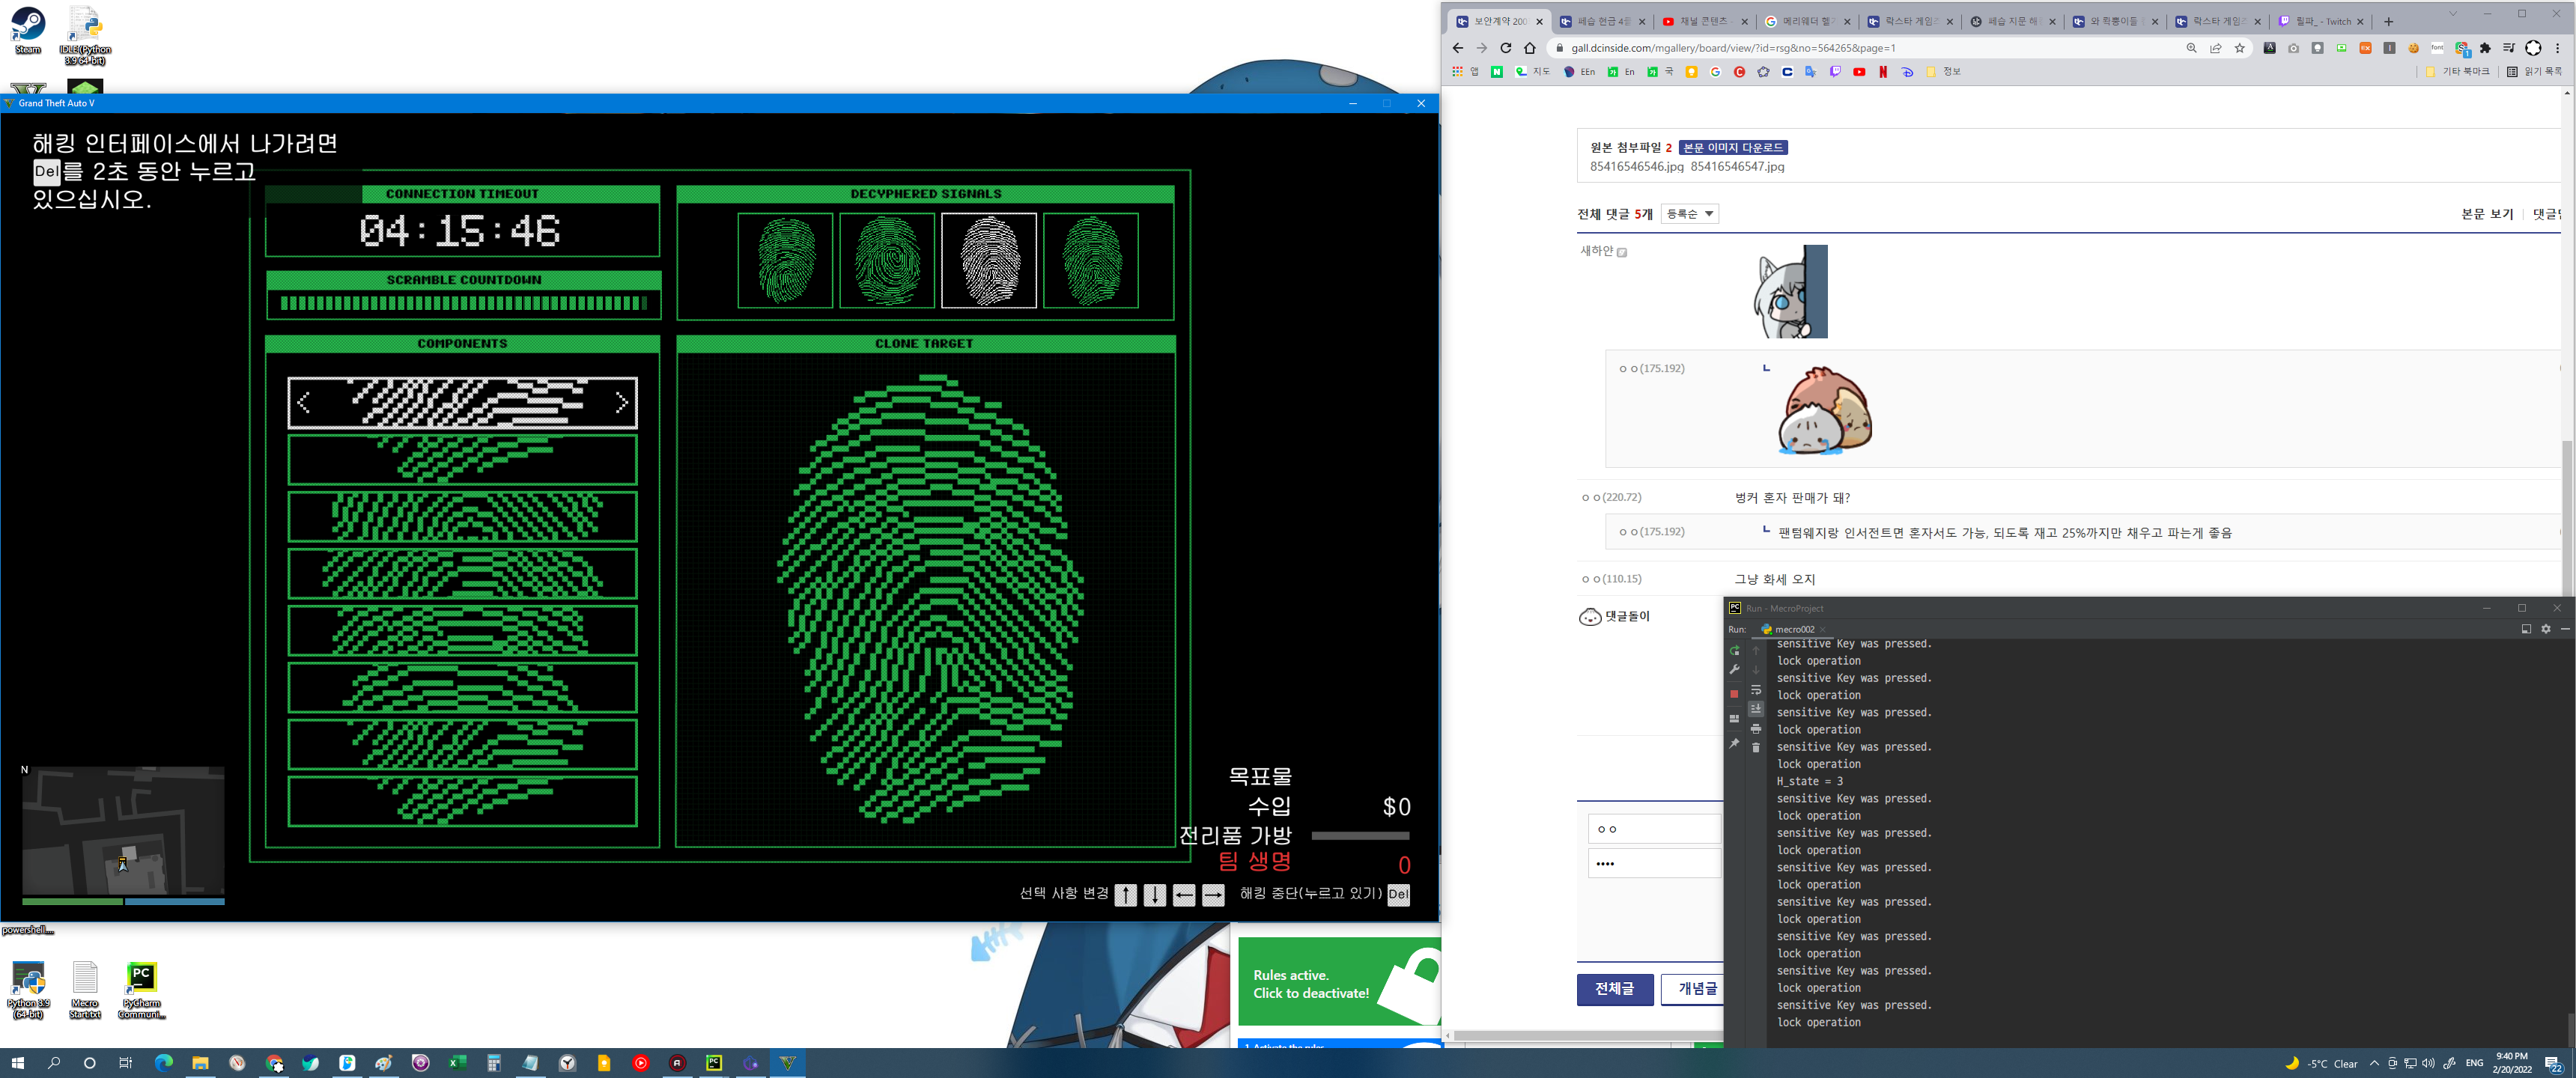 Steam
IDLE (Python
3.9 64-bit)
Grand Theft Auto V
해킹 인터페이스에서 나가려면
Del를 2초 동안 누르고
있으십시오.
CONNECTION TIMEOUT
04:15:46
SCRAMBLE COUNTDOWN
DECYPHERED SIGNALS
COMPONENTS
CLONE TARGET
N
목표물
수입 $0
전리품 가방
팀 생명 0
선택 사항 변경 ↑ ↓ ← → 해킹 중단(누르고 있기) Del
powershell....
Python 3.9
(64-bit)
Mecro
Start.txt
PyCharm
Communi...
Rules active.
Click to deactivate!
1. Activate the rules
보안계약 200
페습 현금 4
채널 콘텐츠 -
메리웨더 헬
락스타 게임즈
페습 지문 해
락스타 게임즈
필파_ - Twitch
gall.dcinside.com/mgallery/board/view/?id=rsg&no=564265&page=1
앱
지도
EEn
En
국
정보
기타 북마크
읽기 목록
원본 첨부파일 2 본문 이미지 다운로드
85416546546.jpg 85416546547.jpg
전체 댓글 5개 등록순 본문 보기
새하얀
ㅇㅇ(175.192)
ㅇㅇ(220.72) 벙커 혼자 판매가 돼?
ㅇㅇ(175.192) 팬텀웨지랑 인서전트면 혼자서도 가능, 되도록 재고 25%까지만 채우고 파는게 좋음
ㅇㅇ(110.15) 그냥 화세 오지
댓글돌이
ㅇㅇ
••••
전체글 개념글
Run - MecroProject
Run: mecro002
sensitive Key was pressed.
lock operation
sensitive Key was pressed.
lock operation
sensitive Key was pressed.
lock operation
sensitive Key was pressed.
lock operation
H_state = 3
sensitive Key was pressed.
lock operation
sensitive Key was pressed.
lock operation
sensitive Key was pressed.
lock operation
sensitive Key was pressed.
lock operation
sensitive Key was pressed.
lock operation
sensitive Key was pressed.
lock operation
sensitive Key was pressed.
lock operation
-5°C Clear
ENG
9:40 PM
2/20/2022
22